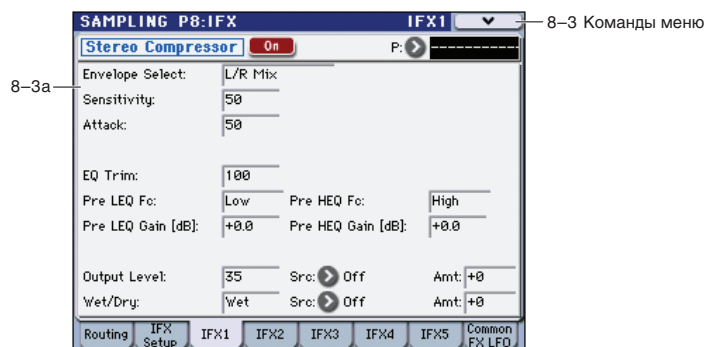 SAMPLING P8:IFX IFX1
8–3 Команды меню
Stereo Compressor On P: ----------
8–3a
Envelope Select: L/R Mix
Sensitivity: 50
Attack: 50
EQ Trim: 100
Pre LEQ Fc: Low Pre HEQ Fc: High
Pre LEQ Gain [dB]: +0.0 Pre HEQ Gain [dB]: +0.0
Output Level: 35 Src: Off Amt: +0
Wet/Dry: Wet Src: Off Amt: +0
Routing IFX Setup IFX1 IFX2 IFX3 IFX4 IFX5 Common FX LFO